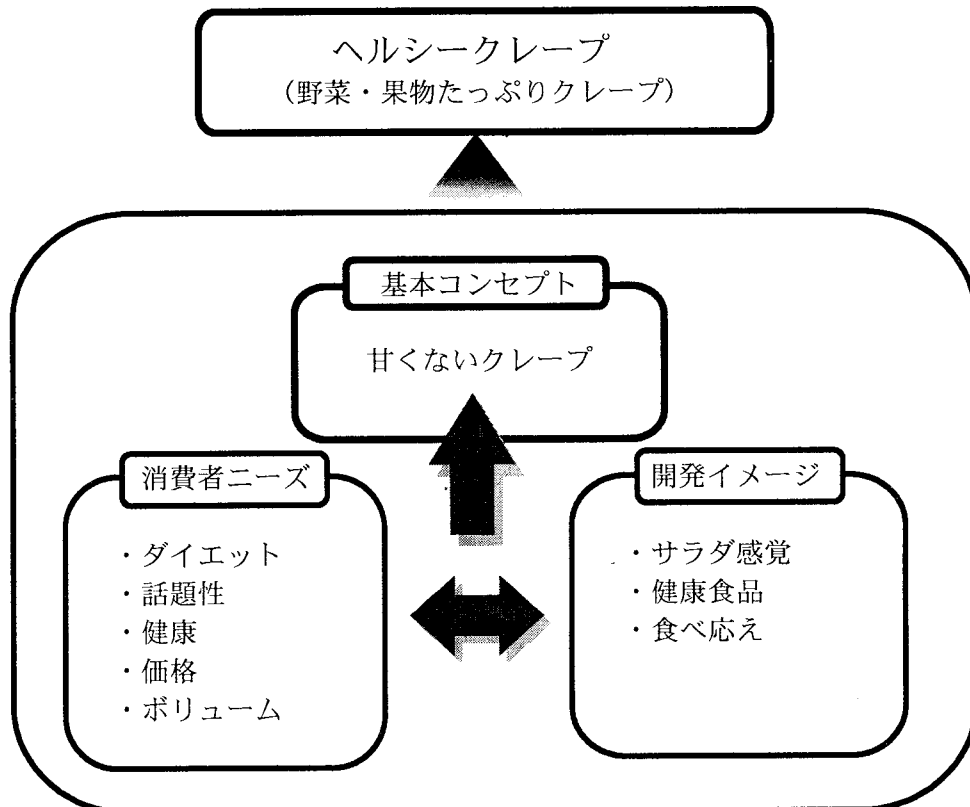 ヘルシークレープ
（野菜・果物たっぷりクレープ）
基本コンセプト
甘くないクレープ
消費者ニーズ
・ダイエット
・話題性
・健康
・価格
・ボリューム
開発イメージ
・サラダ感覚
・健康食品
・食べ応え